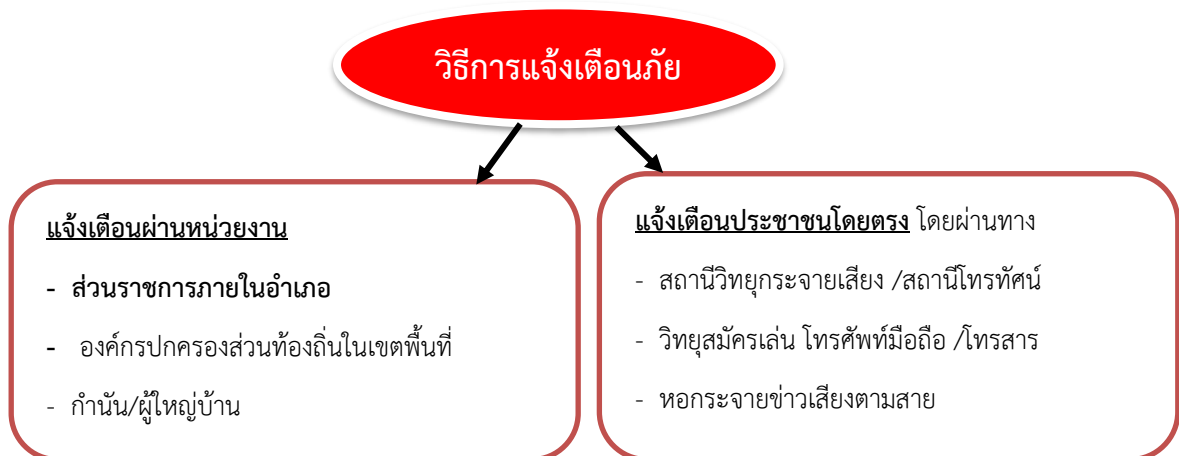 วิธีการแจ้งเตือนภัย
แจ้งเตือนผ่านหน่วยงาน
- ส่วนราชการภายในอำเภอ
- องค์กรปกครองส่วนท้องถิ่นในเขตพื้นที่
- กำนัน/ผู้ใหญ่บ้าน
แจ้งเตือนประชาชนโดยตรง โดยผ่านทาง
- สถานีวิทยุกระจายเสียง /สถานีโทรทัศน์
- วิทยุสมัครเล่น โทรศัพท์มือถือ /โทรสาร
- หอกระจายข่าวเสียงตามสาย